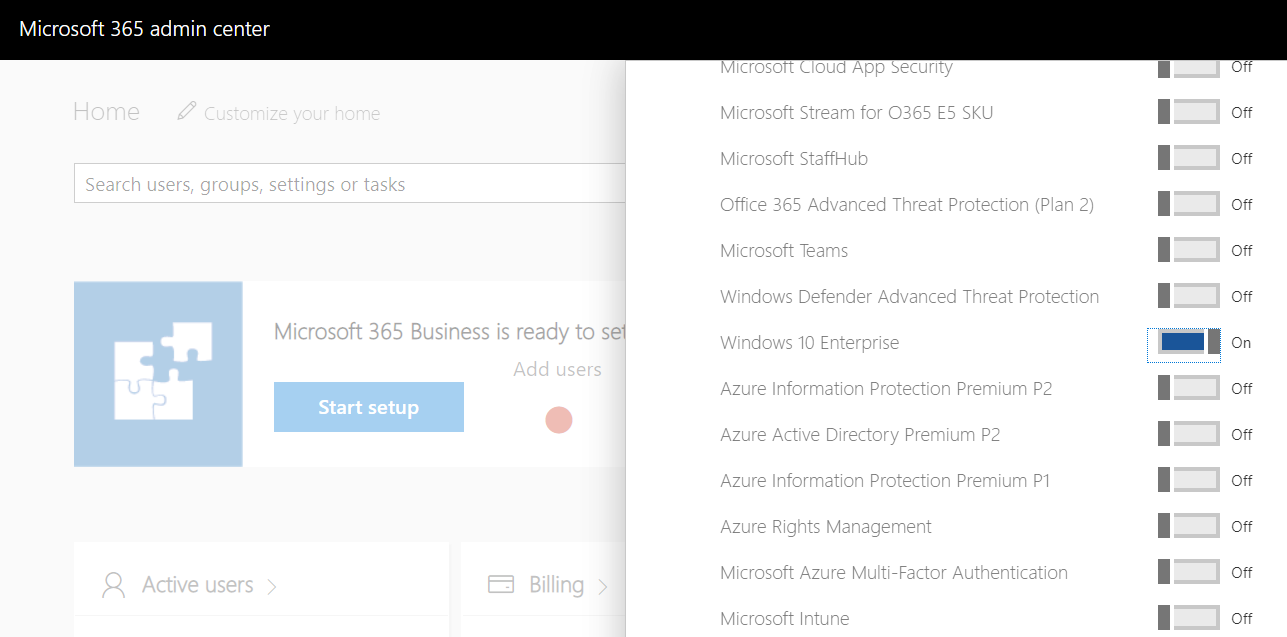 Microsoft 365 admin center
Home
Customize your home
Search users, groups, settings or tasks
Microsoft 365 Business is ready to set
Add users
Start setup
Active users
Billing
Microsoft Cloud App Security Off
Microsoft Stream for O365 E5 SKU Off
Microsoft StaffHub Off
Office 365 Advanced Threat Protection (Plan 2) Off
Microsoft Teams Off
Windows Defender Advanced Threat Protection Off
Windows 10 Enterprise On
Azure Information Protection Premium P2 Off
Azure Active Directory Premium P2 Off
Azure Information Protection Premium P1 Off
Azure Rights Management Off
Microsoft Azure Multi-Factor Authentication Off
Microsoft Intune Off